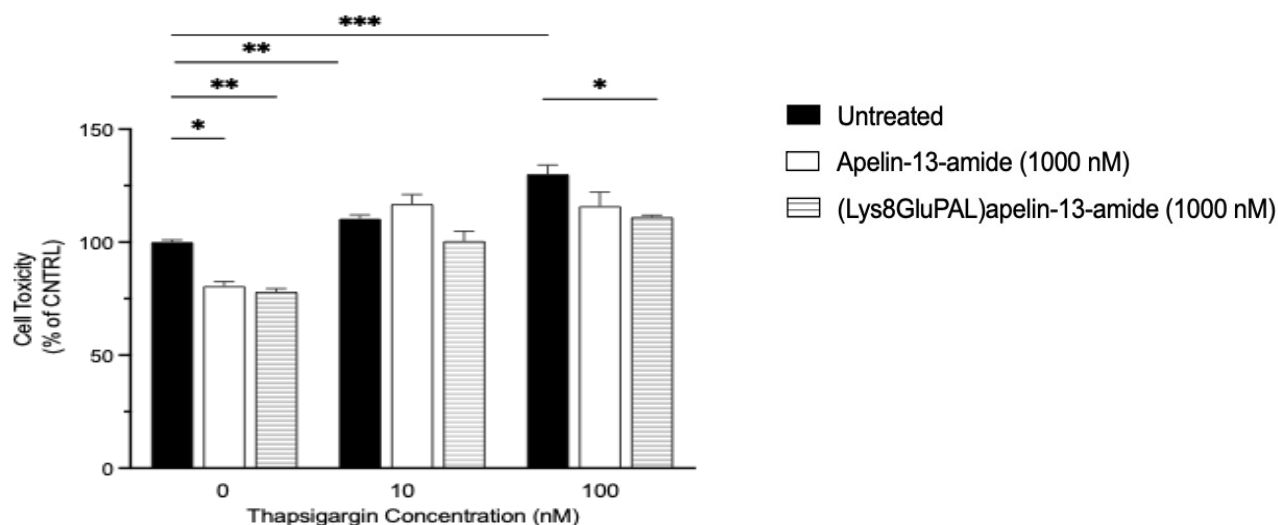 ***
**
**
*
*
150
100
50
0
Cell Toxicity
(% of CNTRL)
0 10 100
Thapsigargin Concentration (nM)
Untreated
Apelin-13-amide (1000 nM)
(Lys8GluPAL)apelin-13-amide (1000 nM)